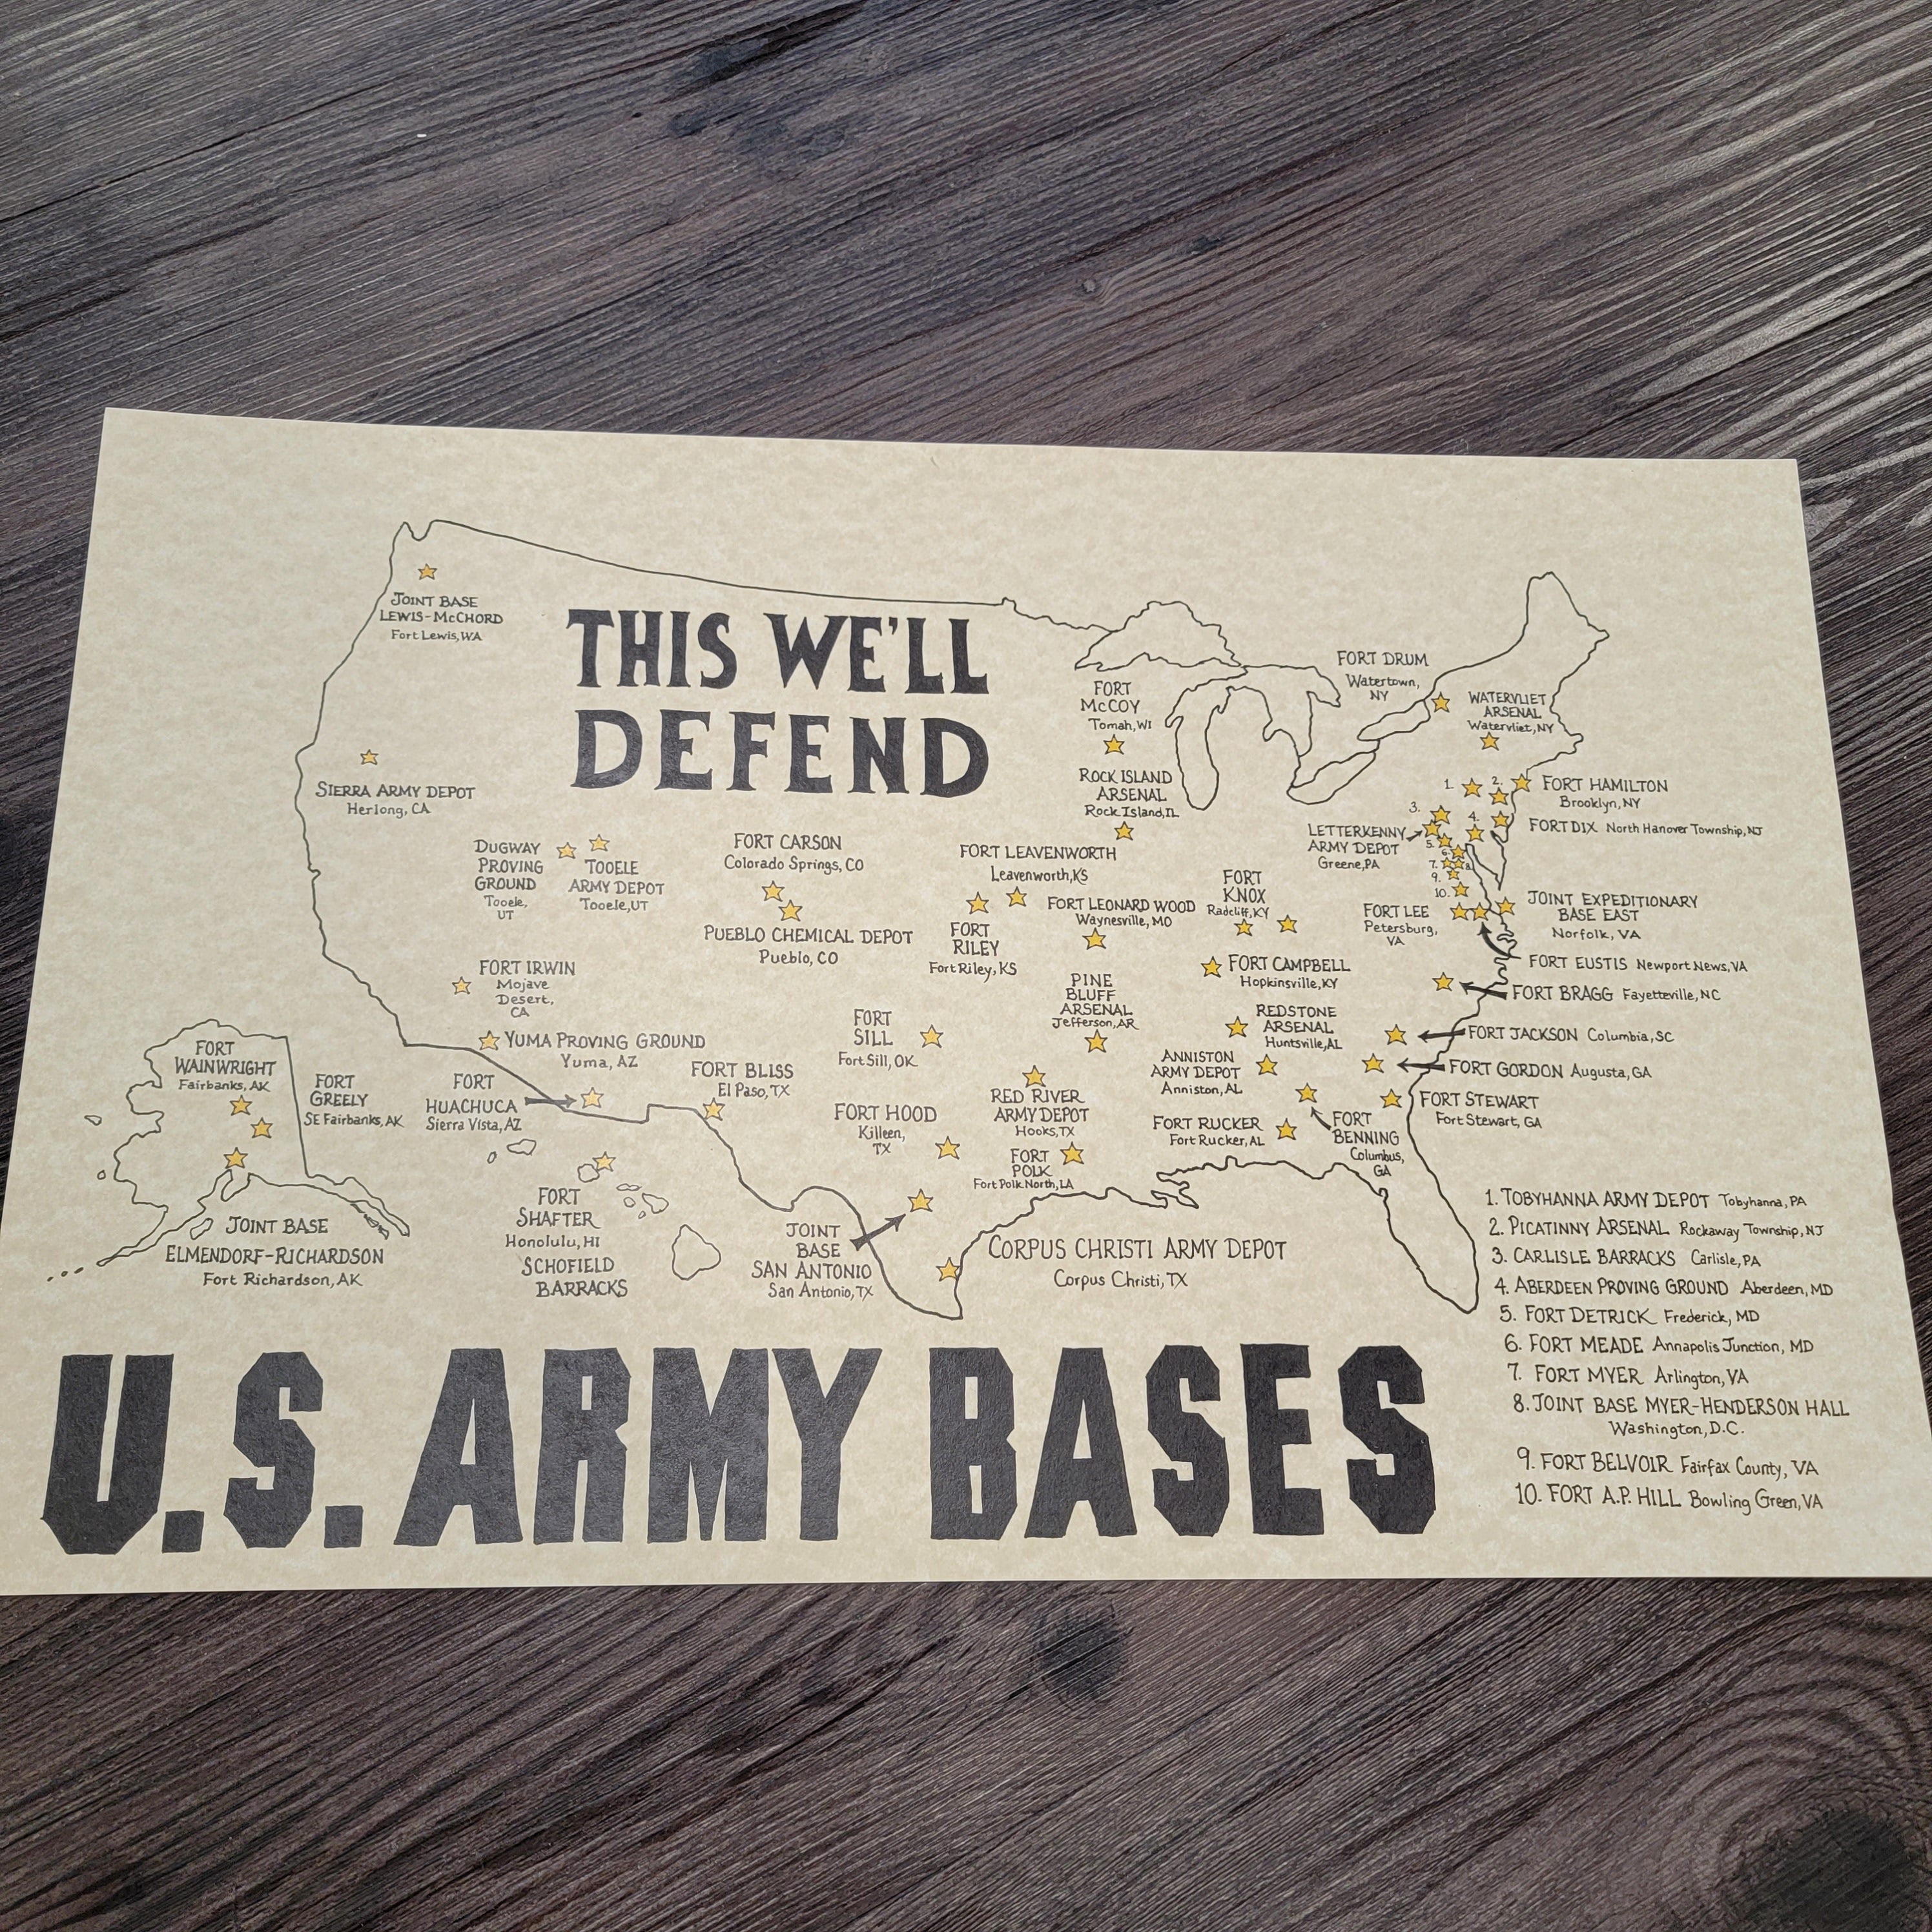 THIS WE'LL
DEFEND
JOINT BASE
LEWIS-McCHORD
Fort Lewis, WA
SIERRA ARMY DEPOT
Herlong, CA
DUGWAY
PROVING
GROUND
Tooele,
UT
TOOELE
ARMY DEPOT
Tooele, UT
FORT CARSON
Colorado Springs, CO
PUEBLO CHEMICAL DEPOT
Pueblo, CO
FORT IRWIN
Mojave
Desert,
CA
YUMA PROVING GROUND
Yuma, AZ
FORT
HUACHUCA
Sierra Vista, AZ
FORT BLISS
El Paso, TX
FORT
McCOY
Tomah, WI
ROCK ISLAND
ARSENAL
Rock Island, IL
FORT LEAVENWORTH
Leavenworth, KS
FORT
RILEY
Fort Riley, KS
FORT LEONARD WOOD
Waynesville, MO
FORT
KNOX
Radcliff, KY
FORT CAMPBELL
Hopkinsville, KY
PINE
BLUFF
ARSENAL
Jefferson, AR
FORT
SILL
Fort Sill, OK
REDSTONE
ARSENAL
Huntsville, AL
ANNISTON
ARMY DEPOT
Anniston, AL
RED RIVER
ARMY DEPOT
Hooks, TX
FORT HOOD
Killeen,
TX
FORT
POLK
Fort Polk North, LA
FORT RUCKER
Fort Rucker, AL
FORT
BENNING
Columbus,
GA
JOINT
BASE
SAN ANTONIO
San Antonio, TX
CORPUS CHRISTI ARMY DEPOT
Corpus Christi, TX
FORT DRUM
Watertown,
NY
WATERVLIET
ARSENAL
Watervliet, NY
1.
2.
FORT HAMILTON
Brooklyn, NY
3.
4.
FORT DIX North Hanover Township, NJ
LETTERKENNY
ARMY DEPOT
Greene, PA
5.
6.
7.
8.
9.
10.
FORT LEE
Petersburg,
VA
JOINT EXPEDITIONARY
BASE EAST
Norfolk, VA
FORT EUSTIS Newport News, VA
FORT BRAGG Fayetteville, NC
FORT JACKSON Columbia, SC
FORT GORDON Augusta, GA
FORT STEWART
Fort Stewart, GA
FORT
WAINWRIGHT
Fairbanks, AK
FORT
GREELY
SE Fairbanks, AK
JOINT BASE
ELMENDORF-RICHARDSON
Fort Richardson, AK
FORT
SHAFTER
Honolulu, HI
SCHOFIELD
BARRACKS
1. TOBYHANNA ARMY DEPOT Tobyhanna, PA
2. PICATINNY ARSENAL Rockaway Township, NJ
3. CARLISLE BARRACKS Carlisle, PA
4. ABERDEEN PROVING GROUND Aberdeen, MD
5. FORT DETRICK Frederick, MD
6. FORT MEADE Annapolis Junction, MD
7. FORT MYER Arlington, VA
8. JOINT BASE MYER-HENDERSON HALL
Washington, D.C.
9. FORT BELVOIR Fairfax County, VA
10. FORT A.P. HILL Bowling Green, VA
U.S. ARMY BASES